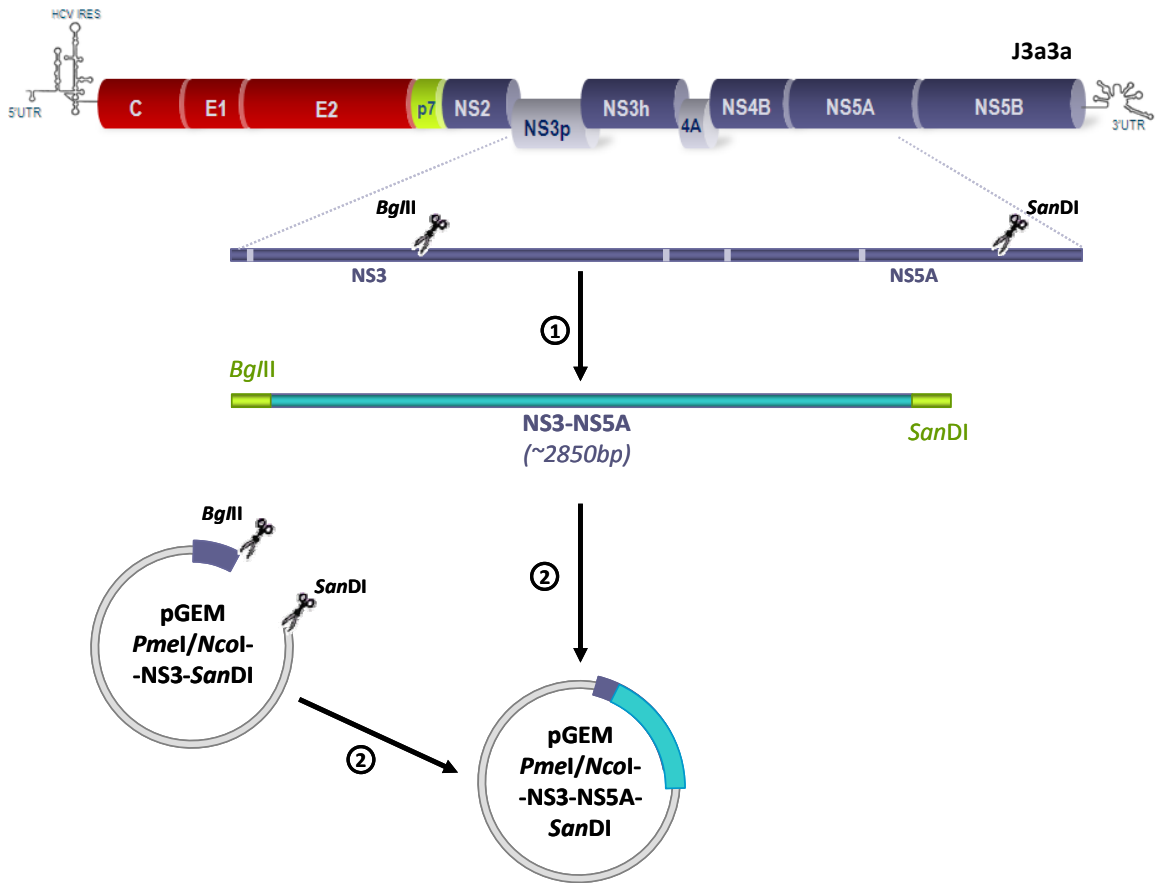 HCV IRES
J3a3a
5'UTR
C
E1
E2
p7
NS2
NS3p
NS3h
4A
NS4B
NS5A
NS5B
3'UTR
BglII
SanDI
NS3
NS5A
1
BglII
NS3-NS5A
(~2850bp)
SanDI
BglII
SanDI
2
pGEM
PmeI/NcoI-
-NS3-SanDI
2
pGEM
PmeI/NcoI-
-NS3-NS5A-
SanDI